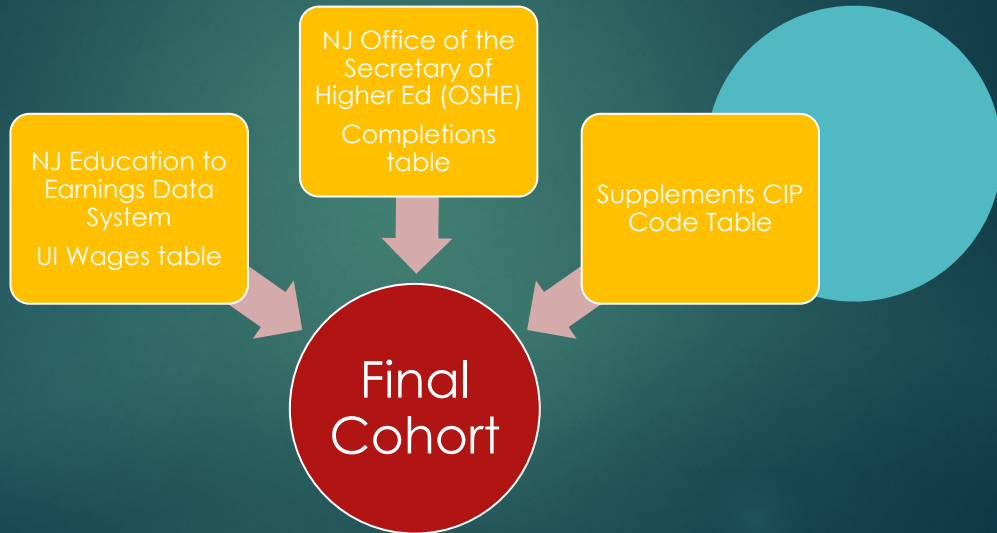 NJ Education to
Earnings Data
System
UI Wages table
NJ Office of the
Secretary of
Higher Ed (OSHE)
Completions
table
Supplements CIP
Code Table
Final
Cohort